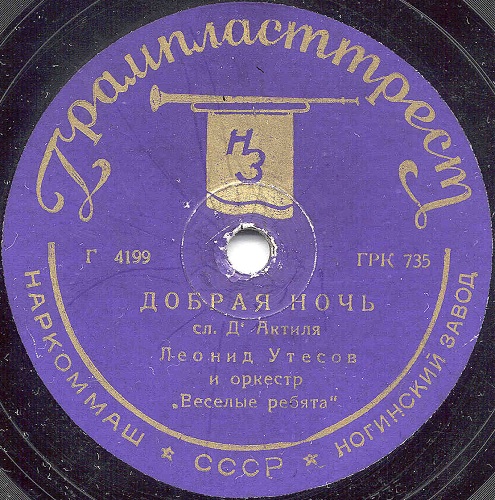 Грампласттрест
НЗ
Г 4199
ГРК 735
ДОБРАЯ НОЧЬ
сл. Д' Актиля
Леонид Утесов
и оркестр
„Веселые ребята“
НАРКОММАШ ★ СССР ★ НОГИНСКИЙ ЗАВОД